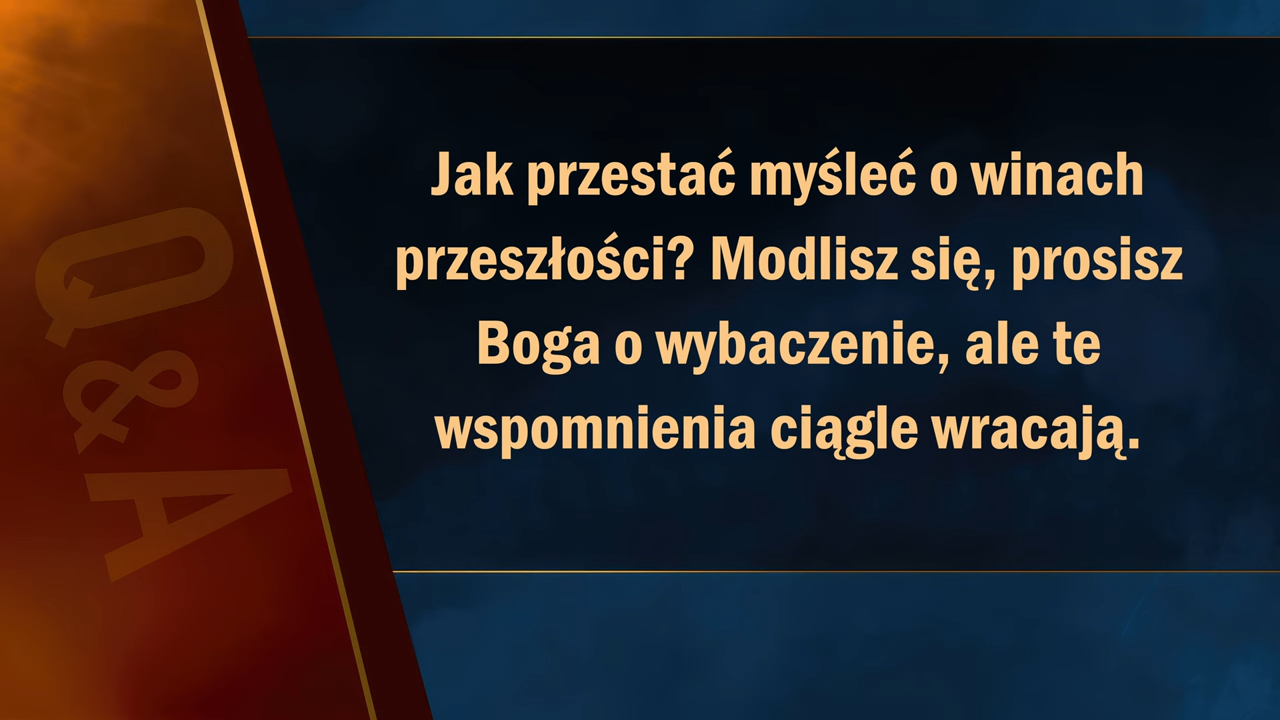 Q&A
Jak przestać myśleć o winach
przeszłości? Modlisz się, prosisz
Boga o wybaczenie, ale te
wspomnienia ciągle wracają.